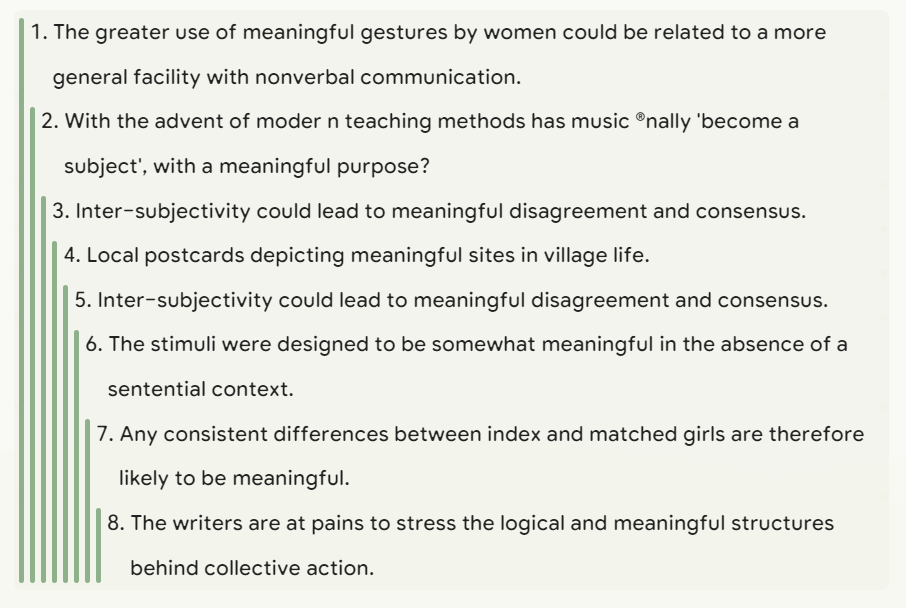 1. The greater use of meaningful gestures by women could be related to a more
general facility with nonverbal communication.
2. With the advent of moder n teaching methods has music ®nally 'become a
subject', with a meaningful purpose?
3. Inter-subjectivity could lead to meaningful disagreement and consensus.
4. Local postcards depicting meaningful sites in village life.
5. Inter-subjectivity could lead to meaningful disagreement and consensus.
6. The stimuli were designed to be somewhat meaningful in the absence of a
sentential context.
7. Any consistent differences between index and matched girls are therefore
likely to be meaningful.
8. The writers are at pains to stress the logical and meaningful structures
behind collective action.